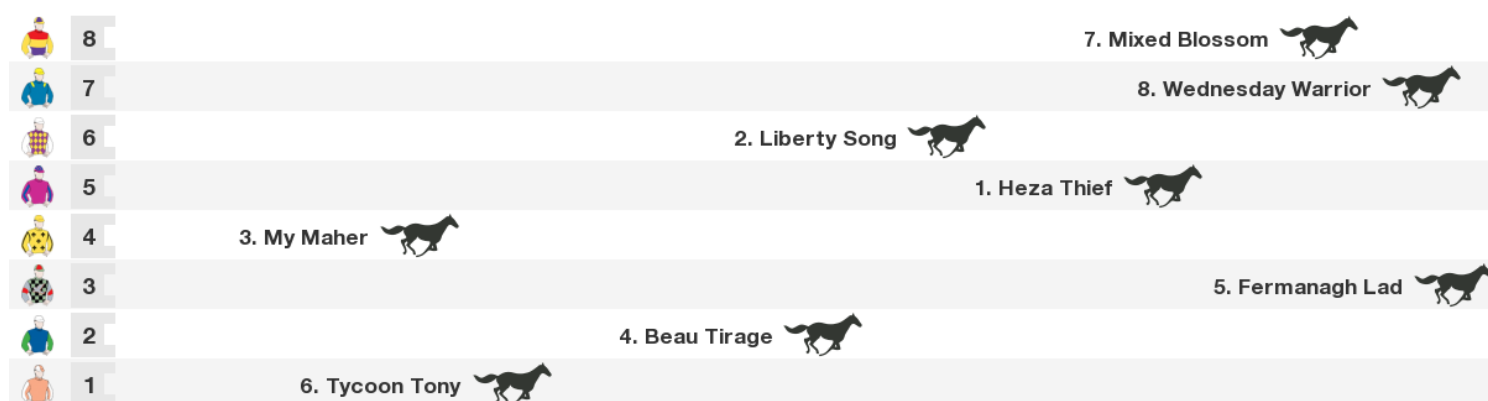 8 7. Mixed Blossom
7 8. Wednesday Warrior
6 2. Liberty Song
5 1. Heza Thief
4 3. My Maher
3 5. Fermanagh Lad
2 4. Beau Tirage
1 6. Tycoon Tony